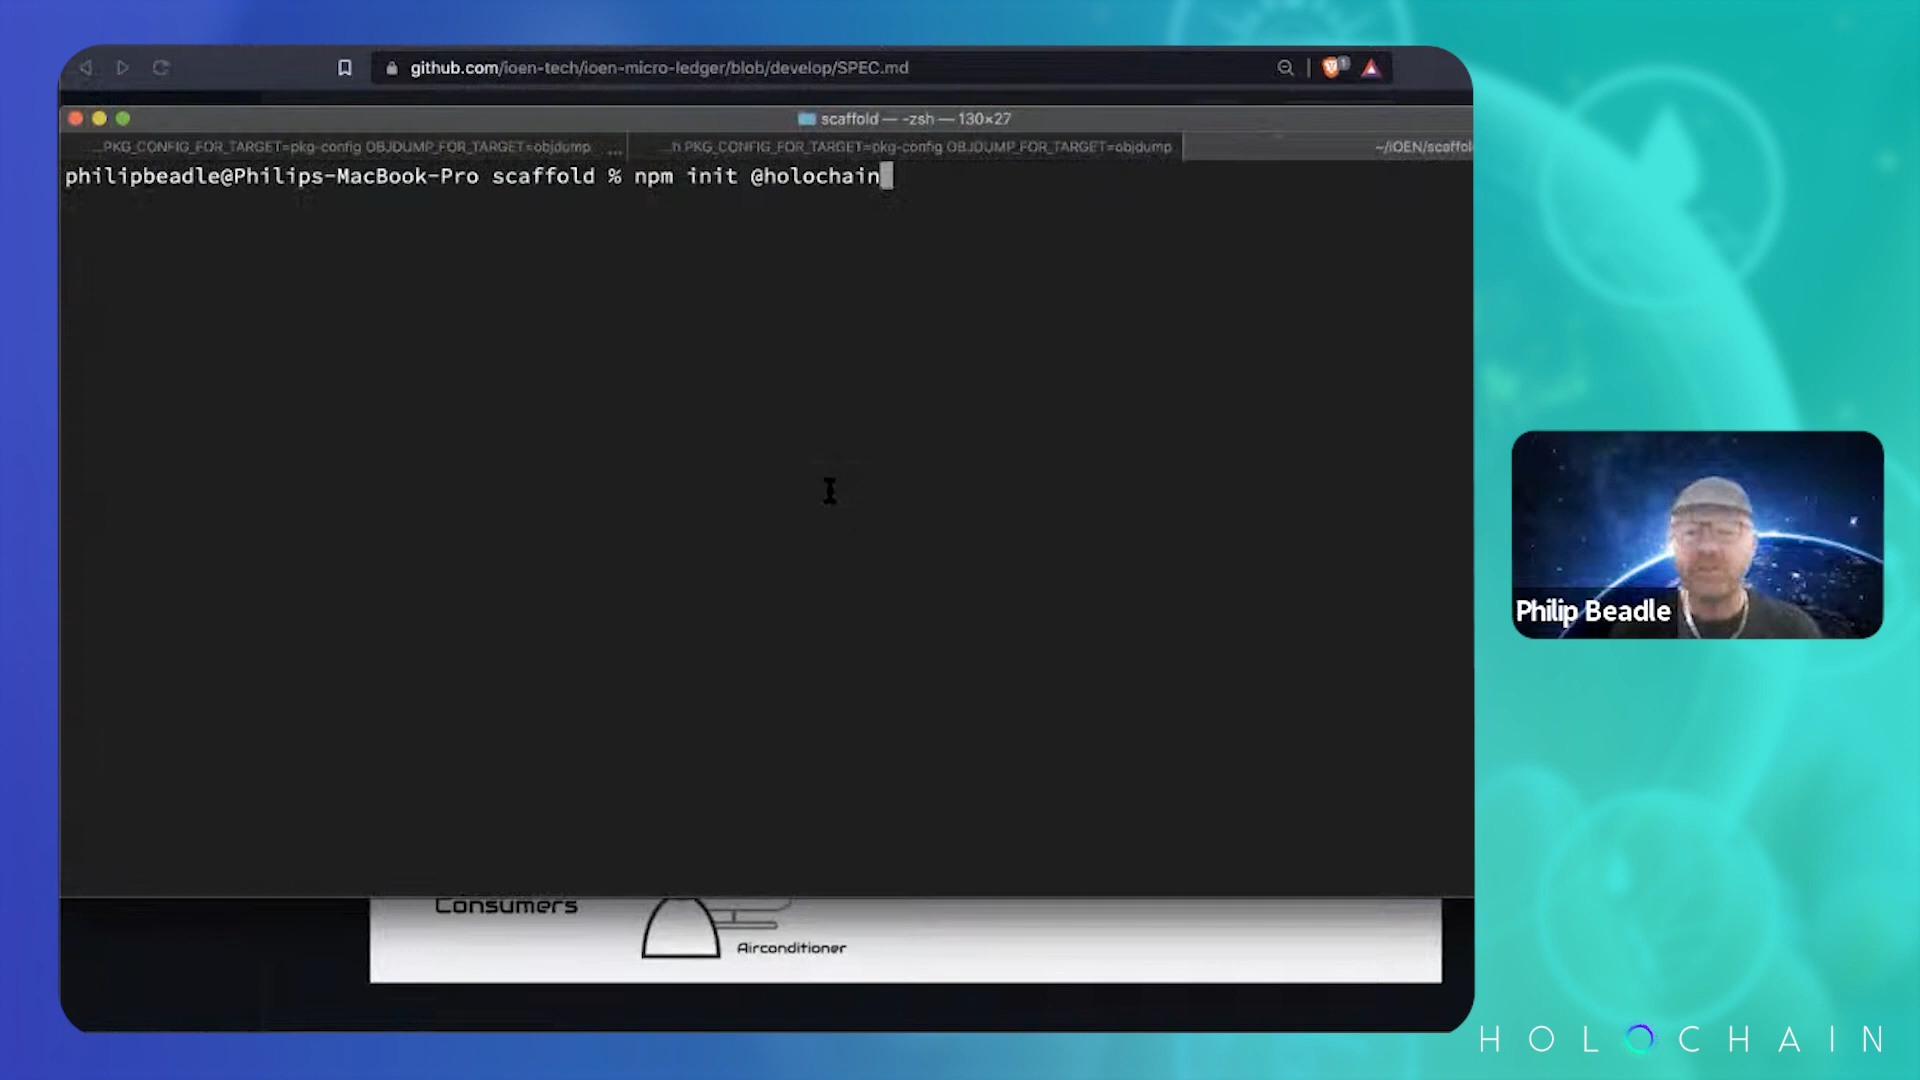 github.com/ioen-tech/ioen-micro-ledger/blob/develop/SPEC.md
1
scaffold — -zsh — 130×27
...PKG_CONFIG_FOR_TARGET=pkg-config OBJDUMP_FOR_TARGET=objdump ...
...h PKG_CONFIG_FOR_TARGET=pkg-config OBJDUMP_FOR_TARGET=objdump
~/IOEN/scaffol
philipbeadle@Philips-MacBook-Pro scaffold % npm init @holochain
Philip Beadle
Consumers
Airconditioner
HOLOCHAIN